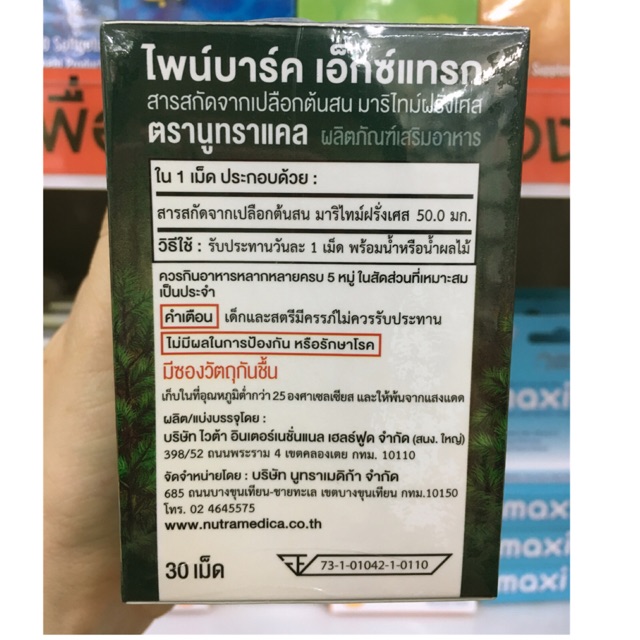 ไพน์บาร์ค เอ็กซ์แทรก
สารสกัดจากเปลือกต้นสน มาริไทม์ฝรั่งเศส
ตรานูทราแคล ผลิตภัณฑ์เสริมอาหาร
ใน 1 เม็ด ประกอบด้วย :
สารสกัดจากเปลือกต้นสน มาริไทม์ฝรั่งเศส 50.0 มก.
วิธีใช้ : รับประทานวันละ 1 เม็ด พร้อมน้ำหรือน้ำผลไม้
ควรกินอาหารหลากหลายครบ 5 หมู่ ในสัดส่วนที่เหมาะสม
เป็นประจำ
คำเตือน เด็กและสตรีมีครรภ์ไม่ควรรับประทาน
ไม่มีผลในการป้องกัน หรือรักษาโรค
มีซองวัตถุกันชื้น
เก็บในที่อุณหภูมิต่ำกว่า 25 องศาเซลเซียส และให้พ้นจากแสงแดด
ผลิต/แบ่งบรรจุโดย :
บริษัท ไวต้า อินเตอร์เนชั่นแนล เฮลธ์ฟูด จำกัด (สนง. ใหญ่)
398/52 ถนนพระราม 4 เขตคลองเตย กทม. 10110
จัดจำหน่ายโดย : บริษัท นูทราเมดิก้า จำกัด
685 ถนนบางขุนเทียน-ชายทะเล เขตบางขุนเทียน กทม.10150
โทร. 02 4645575
www.nutramedica.co.th
30 เม็ด
73-1-01042-1-0110
maxi
maxi
maxi
maxi